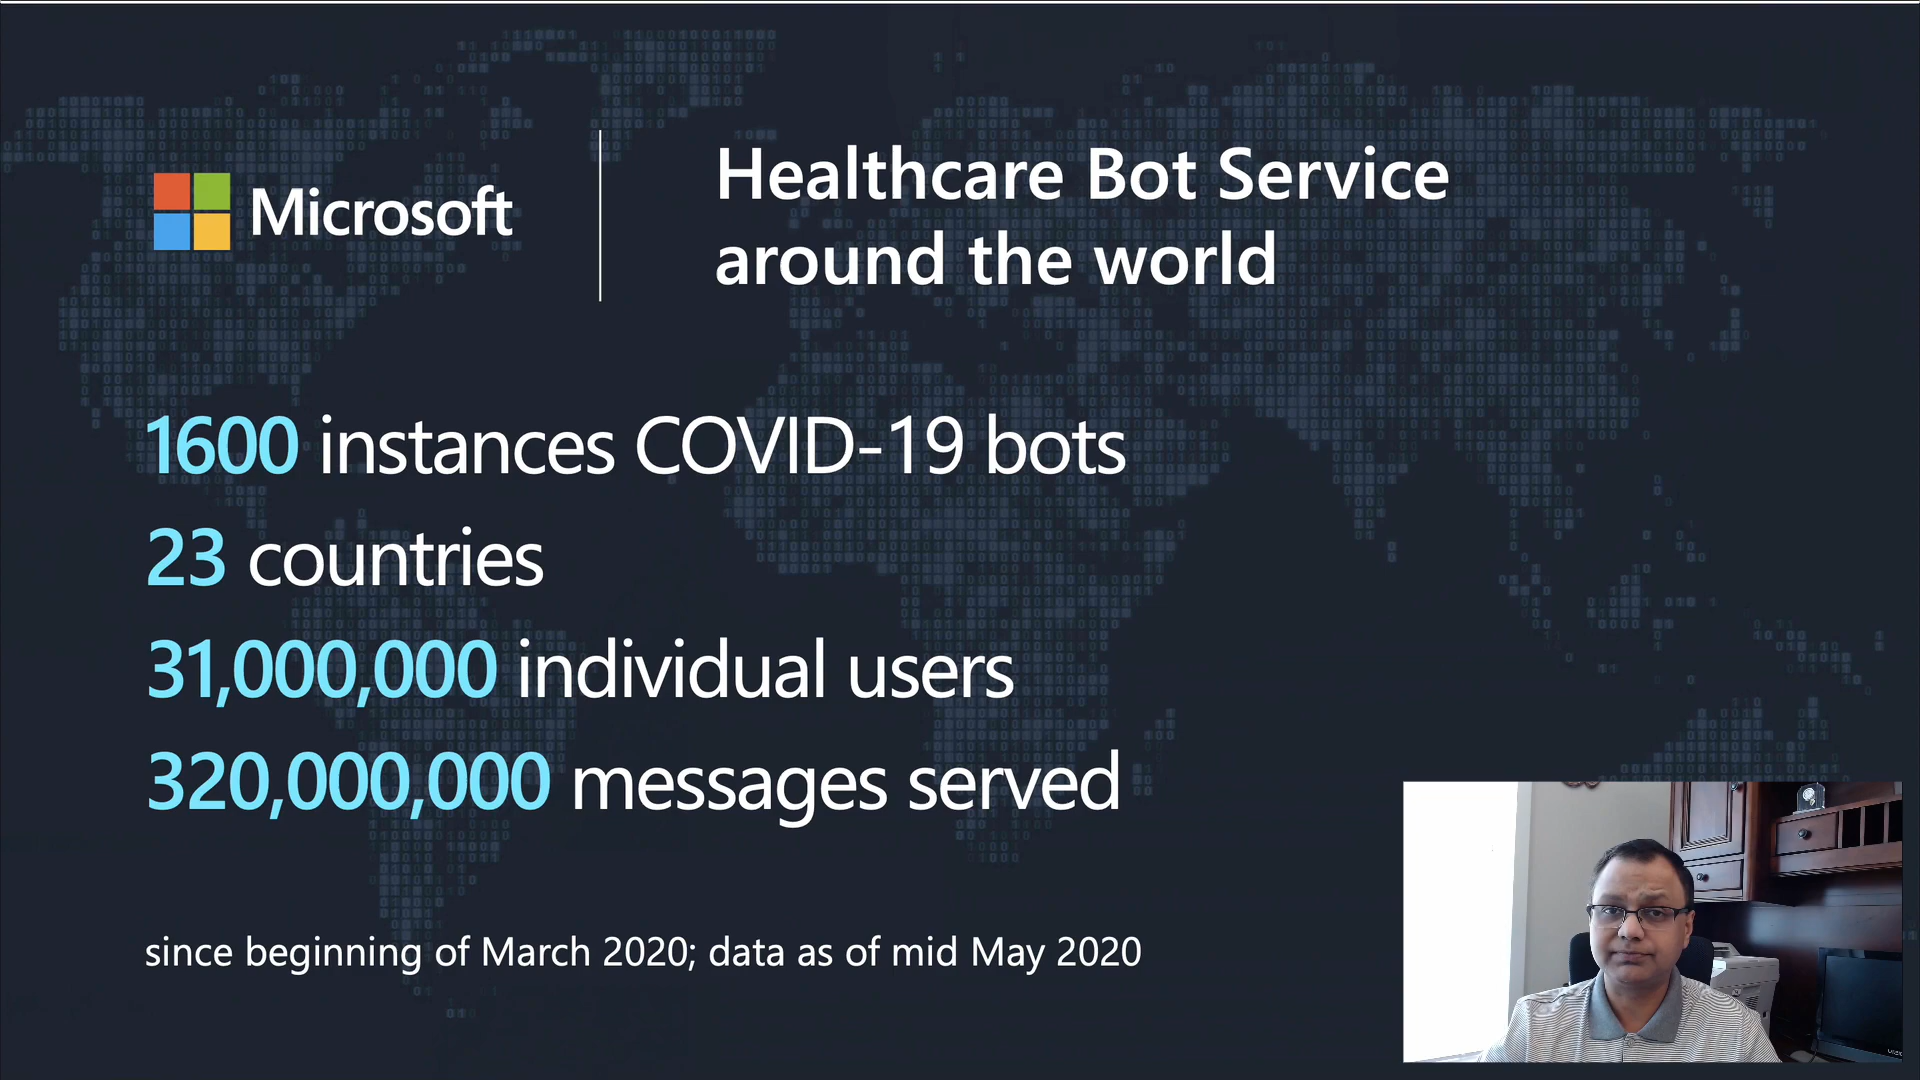 Microsoft
Healthcare Bot Service
around the world
1600 instances COVID-19 bots
23 countries
31,000,000 individual users
320,000,000 messages served
since beginning of March 2020; data as of mid May 2020